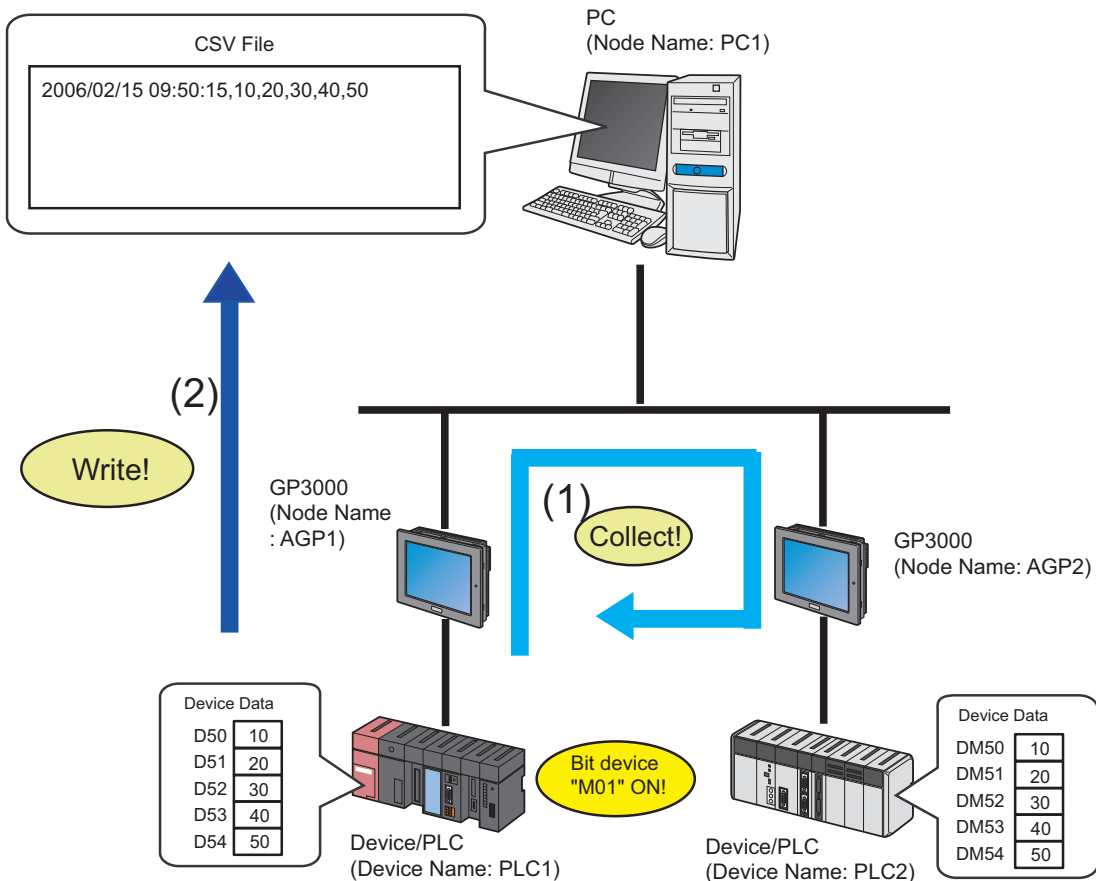 PC
(Node Name: PC1)
CSV File
2006/02/15 09:50:15,10,20,30,40,50
(2)
Write!
GP3000
(Node Name
: AGP1)
(1)
Collect!
GP3000
(Node Name: AGP2)
Device Data
D50 10
D51 20
D52 30
D53 40
D54 50
Bit device
"M01" ON!
Device Data
DM50 10
DM51 20
DM52 30
DM53 40
DM54 50
Device/PLC
(Device Name: PLC1)
Device/PLC
(Device Name: PLC2)